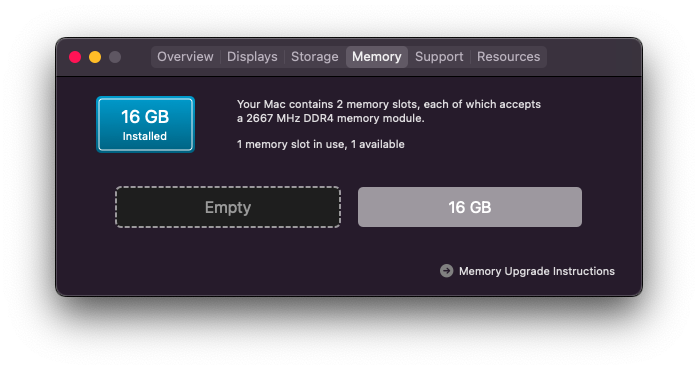 Overview Displays Storage Memory Support Resources
16 GB
Installed
Your Mac contains 2 memory slots, each of which accepts
a 2667 MHz DDR4 memory module.
1 memory slot in use, 1 available
Empty 16 GB
Memory Upgrade Instructions